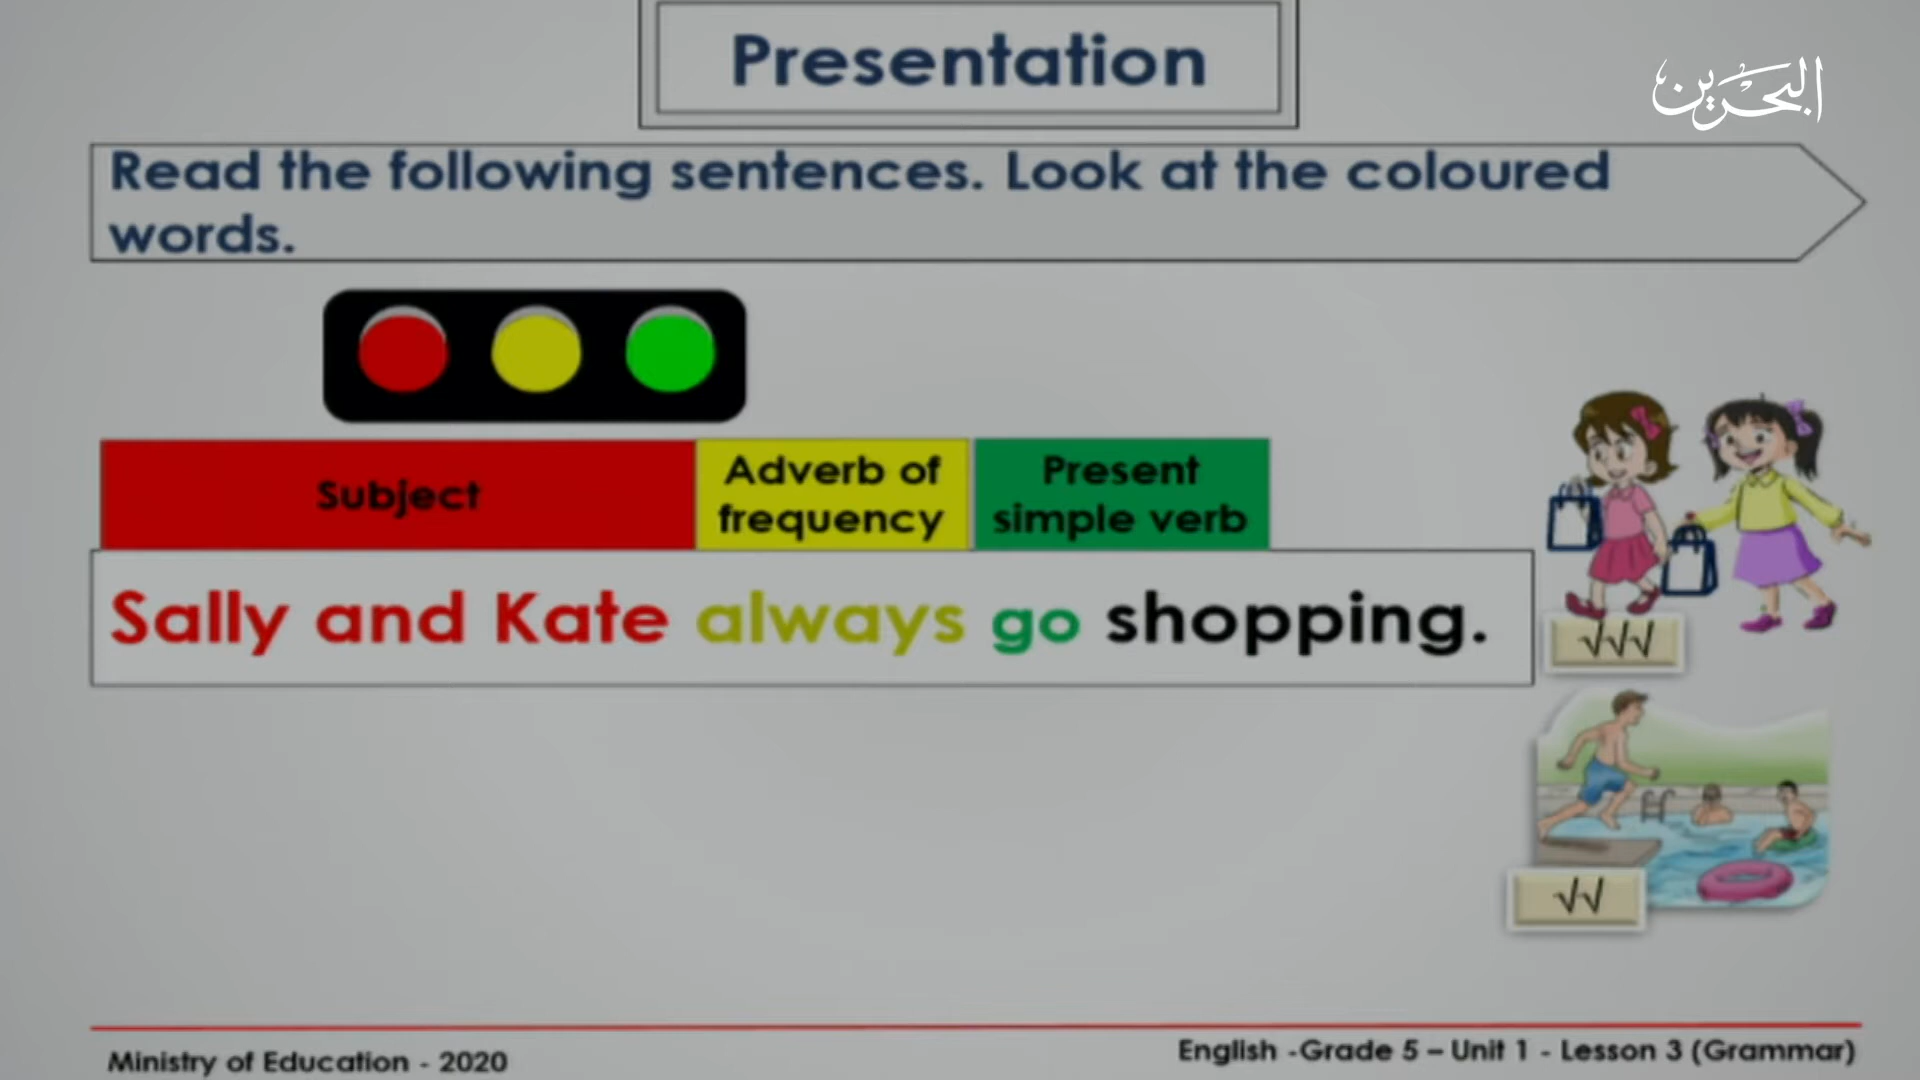 Presentation
البحرين
Read the following sentences. Look at the coloured
words.
Subject
Adverb of
frequency
Present
simple verb
Sally and Kate always go shopping.
√√√
√√
Ministry of Education - 2020
English -Grade 5 – Unit 1 - Lesson 3 (Grammar)